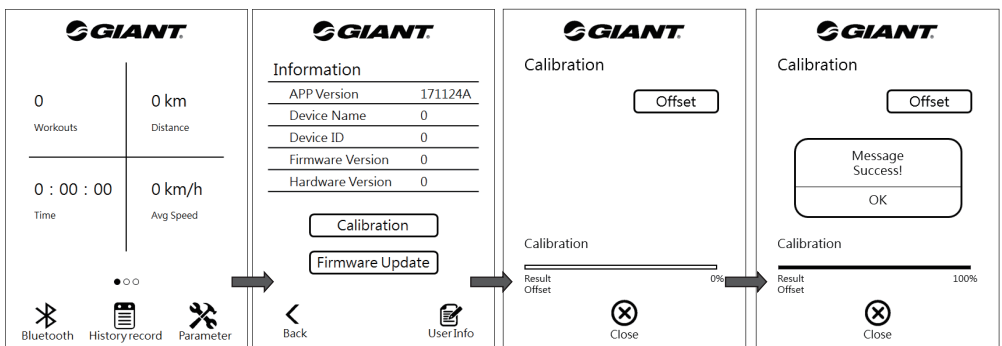 GIANT
0
Workouts
0 km
Distance
0 : 00 : 00
Time
0 km/h
Avg Speed
Bluetooth
History record
Parameter
GIANT
Information
APP Version 171124A
Device Name 0
Device ID 0
Firmware Version 0
Hardware Version 0
Calibration
Firmware Update
Back
User Info
GIANT
Calibration
Offset
Calibration
Result 0%
Offset
Close
GIANT
Calibration
Offset
Message
Success!
OK
Calibration
Result 100%
Offset
Close